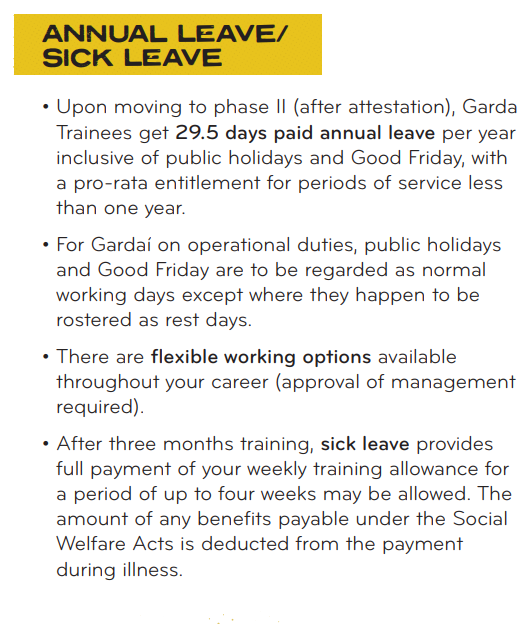 ANNUAL LEAVE/
SICK LEAVE
• Upon moving to phase II (after attestation), Garda
Trainees get 29.5 days paid annual leave per year
inclusive of public holidays and Good Friday, with
a pro-rata entitlement for periods of service less
than one year.
• For Gardaí on operational duties, public holidays
and Good Friday are to be regarded as normal
working days except where they happen to be
rostered as rest days.
• There are flexible working options available
throughout your career (approval of management
required).
• After three months training, sick leave provides
full payment of your weekly training allowance for
a period of up to four weeks may be allowed. The
amount of any benefits payable under the Social
Welfare Acts is deducted from the payment
during illness.